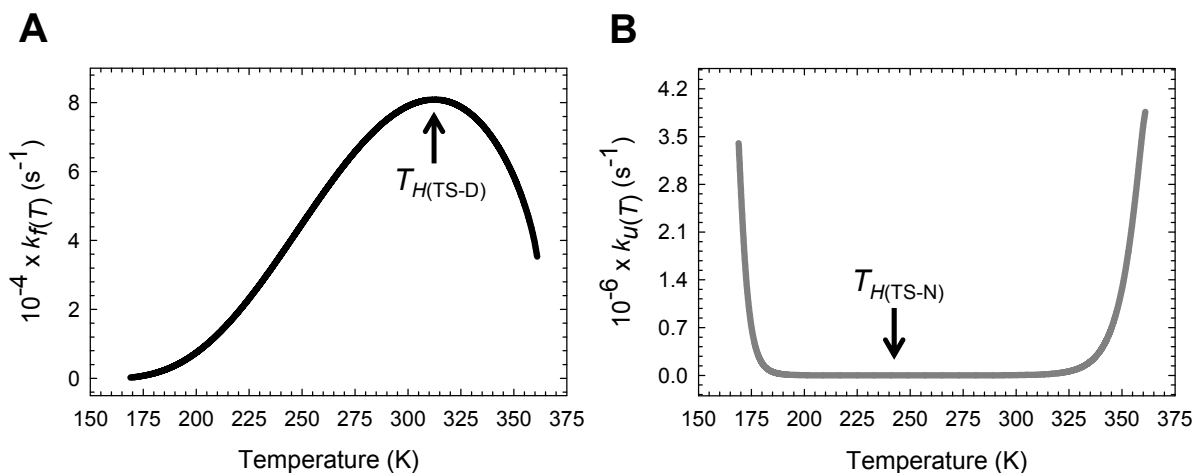 A
B
10⁻⁴ x k_f(T) (s⁻¹)
8
6
4
2
0
T_H(TS-D)
150 175 200 225 250 275 300 325 350 375
Temperature (K)
10⁻⁶ x k_u(T) (s⁻¹)
4.2
3.5
2.8
2.1
1.4
0.7
0.0
T_H(TS-N)
150 175 200 225 250 275 300 325 350 375
Temperature (K)